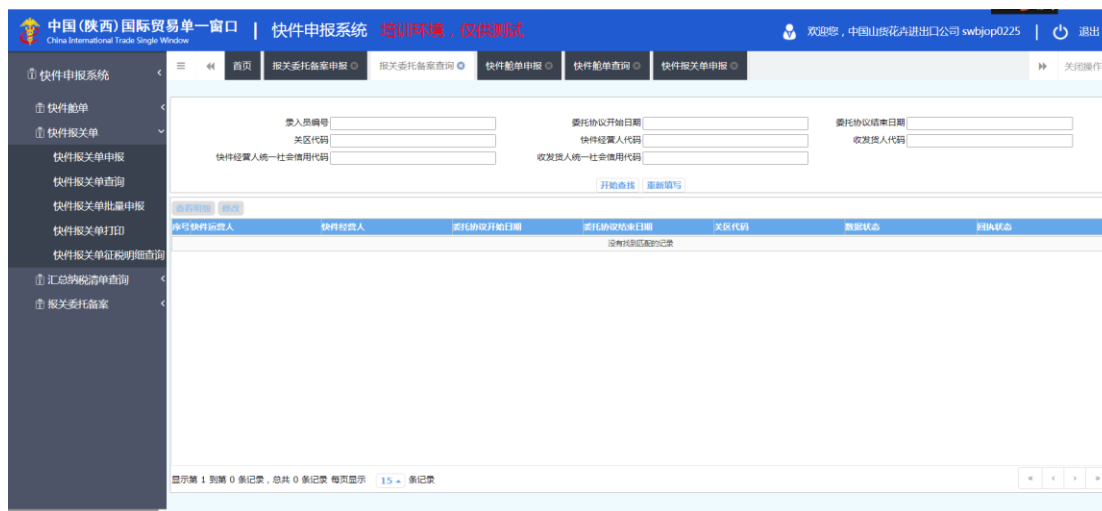 中国(陕西)国际贸易单一窗口 | 快件申报系统 培训环境，仅供测试 欢迎您，中国山货花卉进出口公司 swbjop0225 | 退出
China International Trade Single Window
快件申报系统
首页 报关委托备案申报 报关委托备案查询 快件舱单申报 快件舱单查询 快件报关单申报 关闭操作
快件舱单
快件报关单
快件报关单申报
快件报关单查询
快件报关单批量申报
快件报关单打印
快件报关单征税明细查询
汇总纳税清单查询
报关委托备案
录入员编号 委托协议开始日期 委托协议结束日期
关区代码 快件经营人代码 收发货人代码
快件经营人统一社会信用代码 收发货人统一社会信用代码
开始查找 重新填写
查看明细 修改
序号 快件运营人 快件经营人 委托协议开始日期 委托协议结束日期 关区代码 数据状态 回执状态
没有找到匹配的记录
显示第 1 到第 0 条记录，总共 0 条记录 每页显示 15 条记录